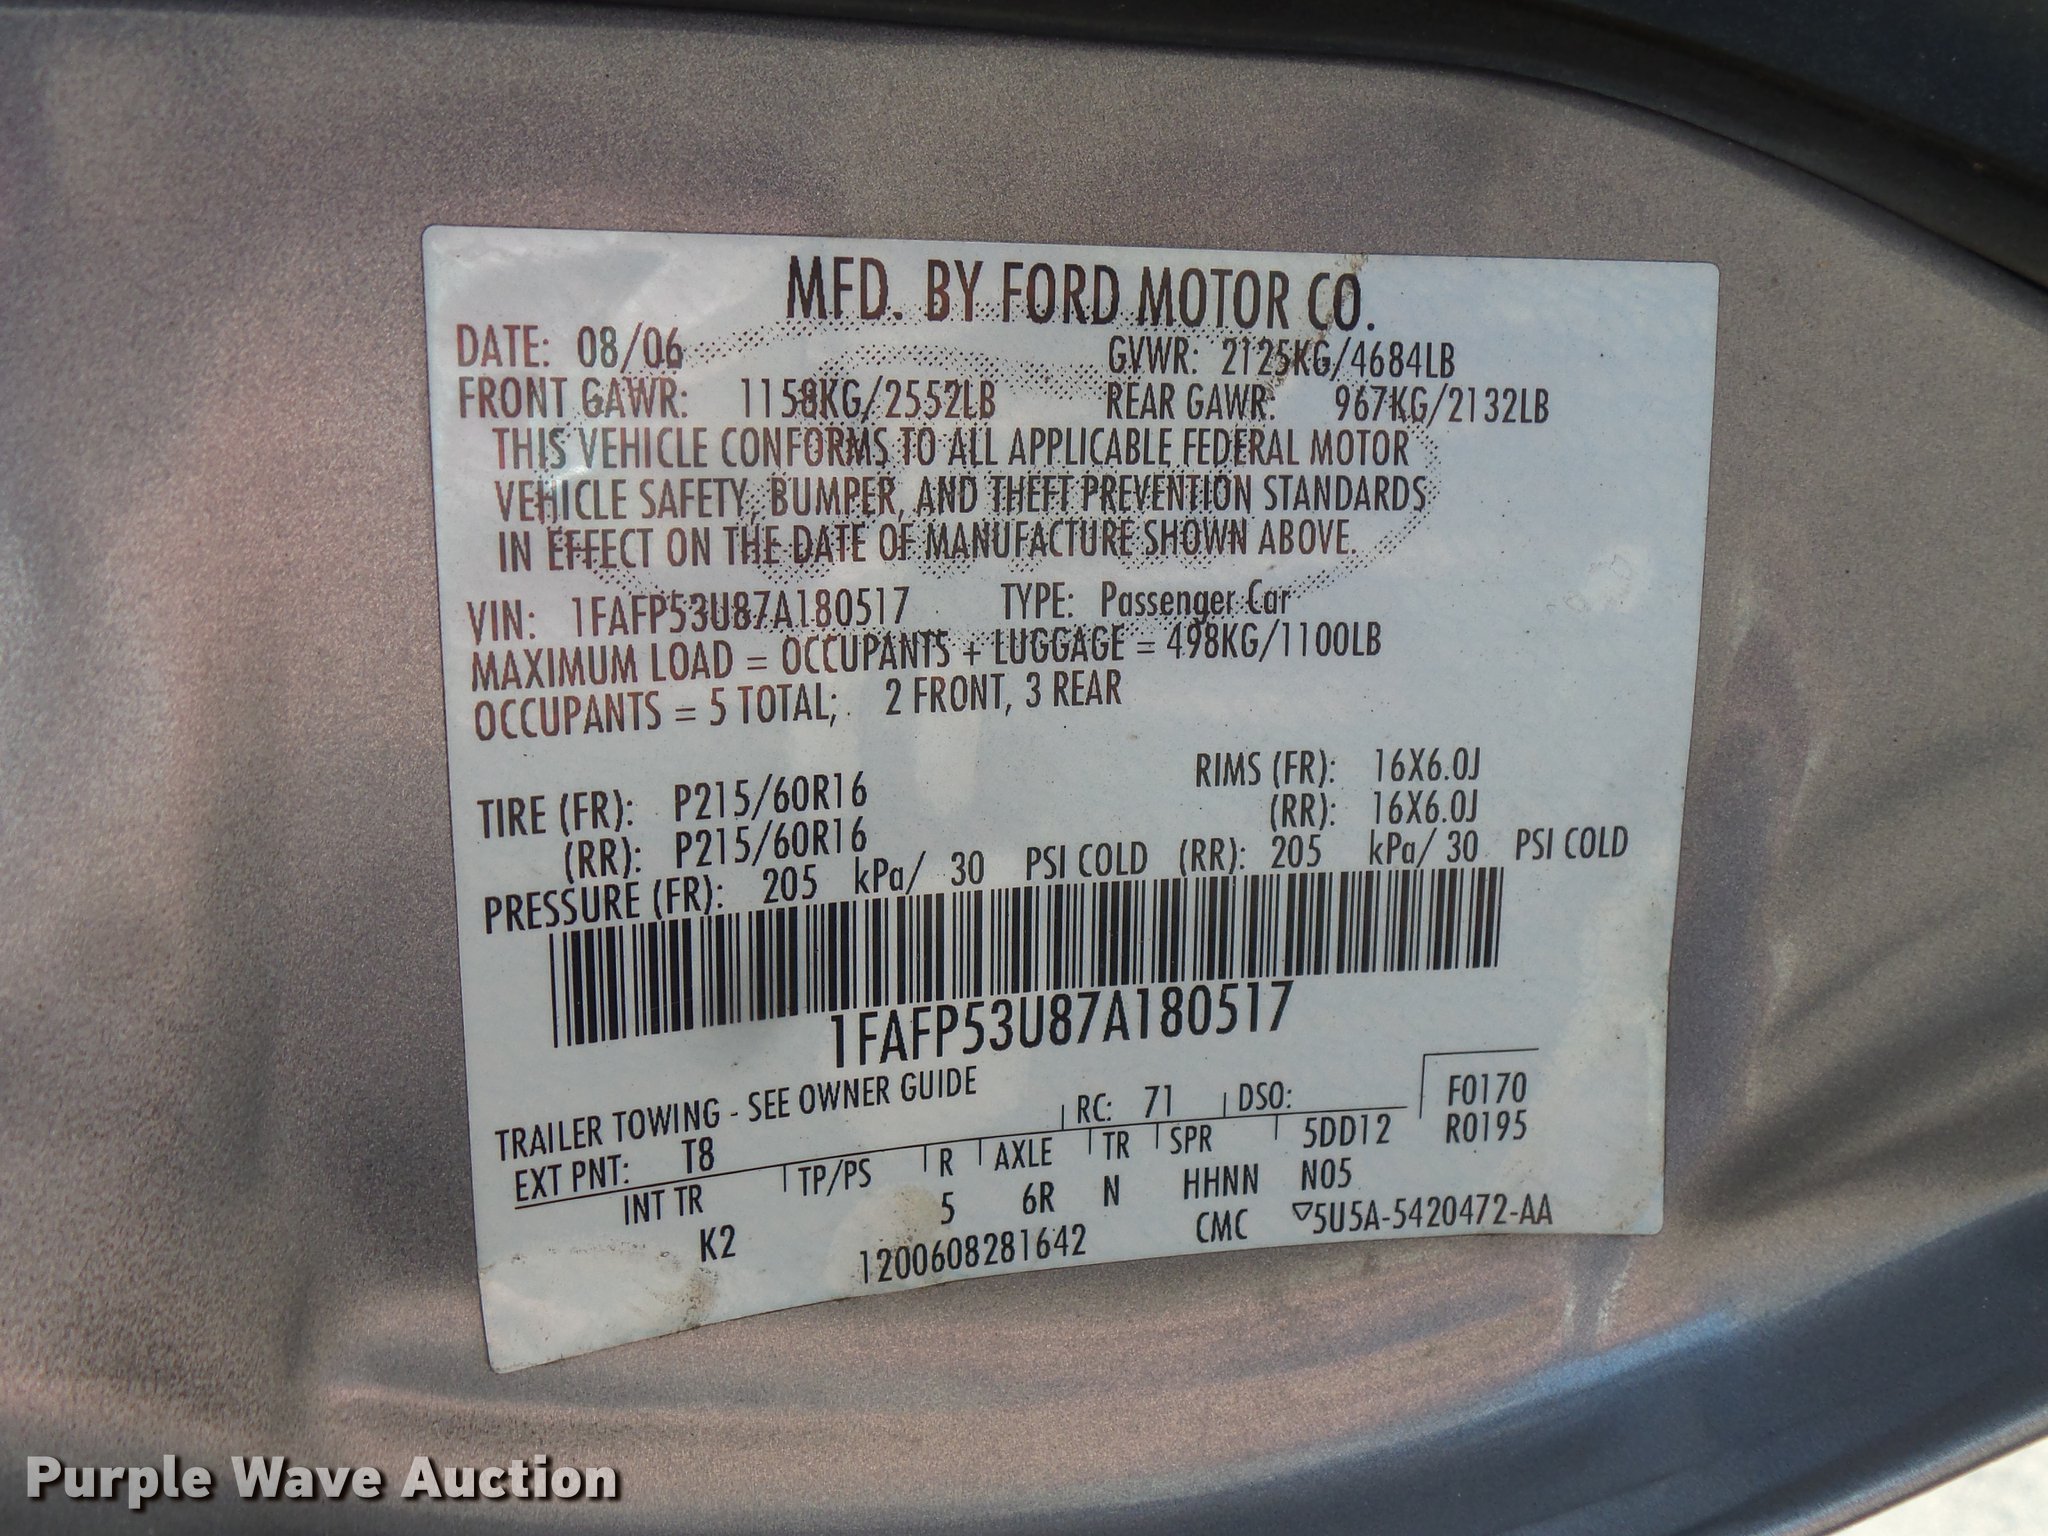 MFD. BY FORD MOTOR CO.
DATE: 08/06 GVWR: 2125KG/4684LB
FRONT GAWR: 1158KG/2552LB REAR GAWR: 967KG/2132LB
THIS VEHICLE CONFORMS TO ALL APPLICABLE FEDERAL MOTOR
VEHICLE SAFETY, BUMPER, AND THEFT PREVENTION STANDARDS
IN EFFECT ON THE DATE OF MANUFACTURE SHOWN ABOVE.
VIN: 1FAFP53U87A180517 TYPE: Passenger Car
MAXIMUM LOAD = OCCUPANTS + LUGGAGE = 498KG/1100LB
OCCUPANTS = 5 TOTAL; 2 FRONT, 3 REAR
TIRE (FR): P215/60R16 RIMS (FR): 16X6.0J
(RR): P215/60R16 (RR): 16X6.0J
PRESSURE (FR): 205 kPa/ 30 PSI COLD (RR): 205 kPa/ 30 PSI COLD
1FAFP53U87A180517
TRAILER TOWING - SEE OWNER GUIDE
EXT PNT: T8 RC: 71 DSO: F0170
INT TR TP/PS R AXLE TR SPR 5DD12 R0195
K2 5 6R N HHNN N05
1200608281642 CMC ▽5U5A-5420472-AA
Purple Wave Auction